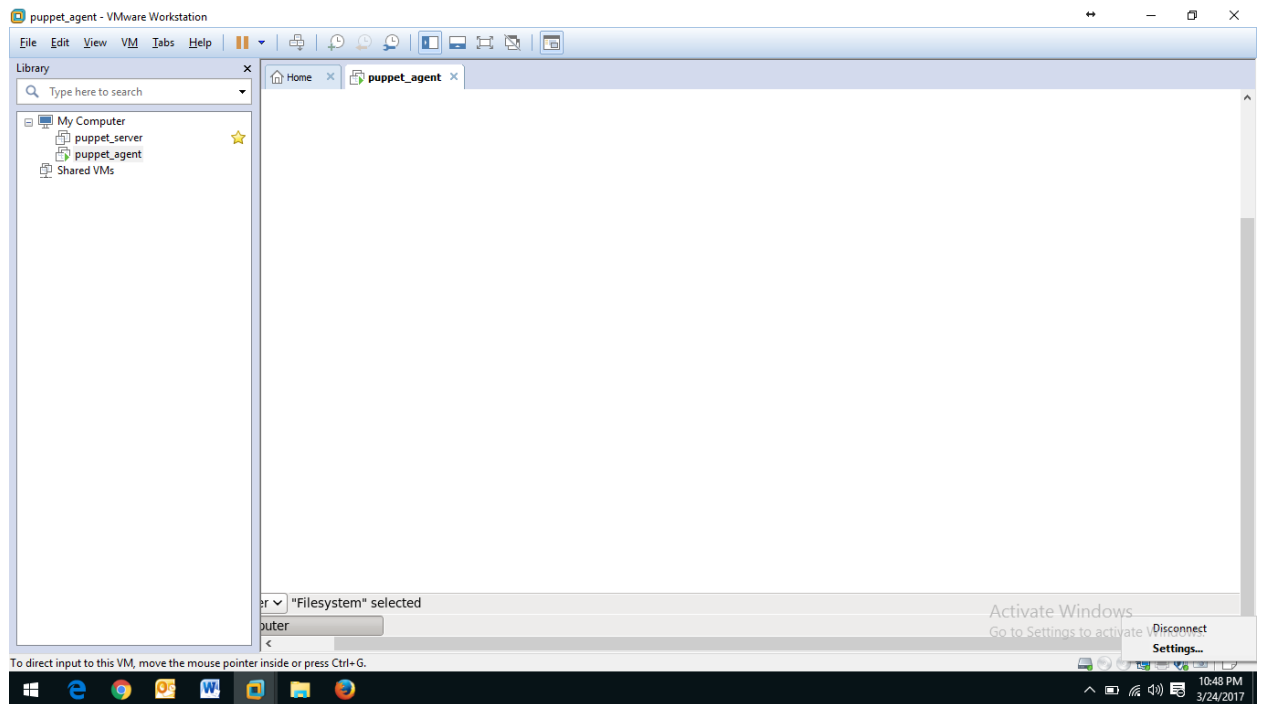 puppet_agent - VMware Workstation
File Edit View VM Tabs Help
Library
Home
puppet_agent
Type here to search
My Computer
puppet_server
puppet_agent
Shared VMs
er "Filesystem" selected
outer
Activate Windows
Go to Settings to activate Windows.
Disconnect
Settings...
To direct input to this VM, move the mouse pointer inside or press Ctrl+G.
10:48 PM
3/24/2017